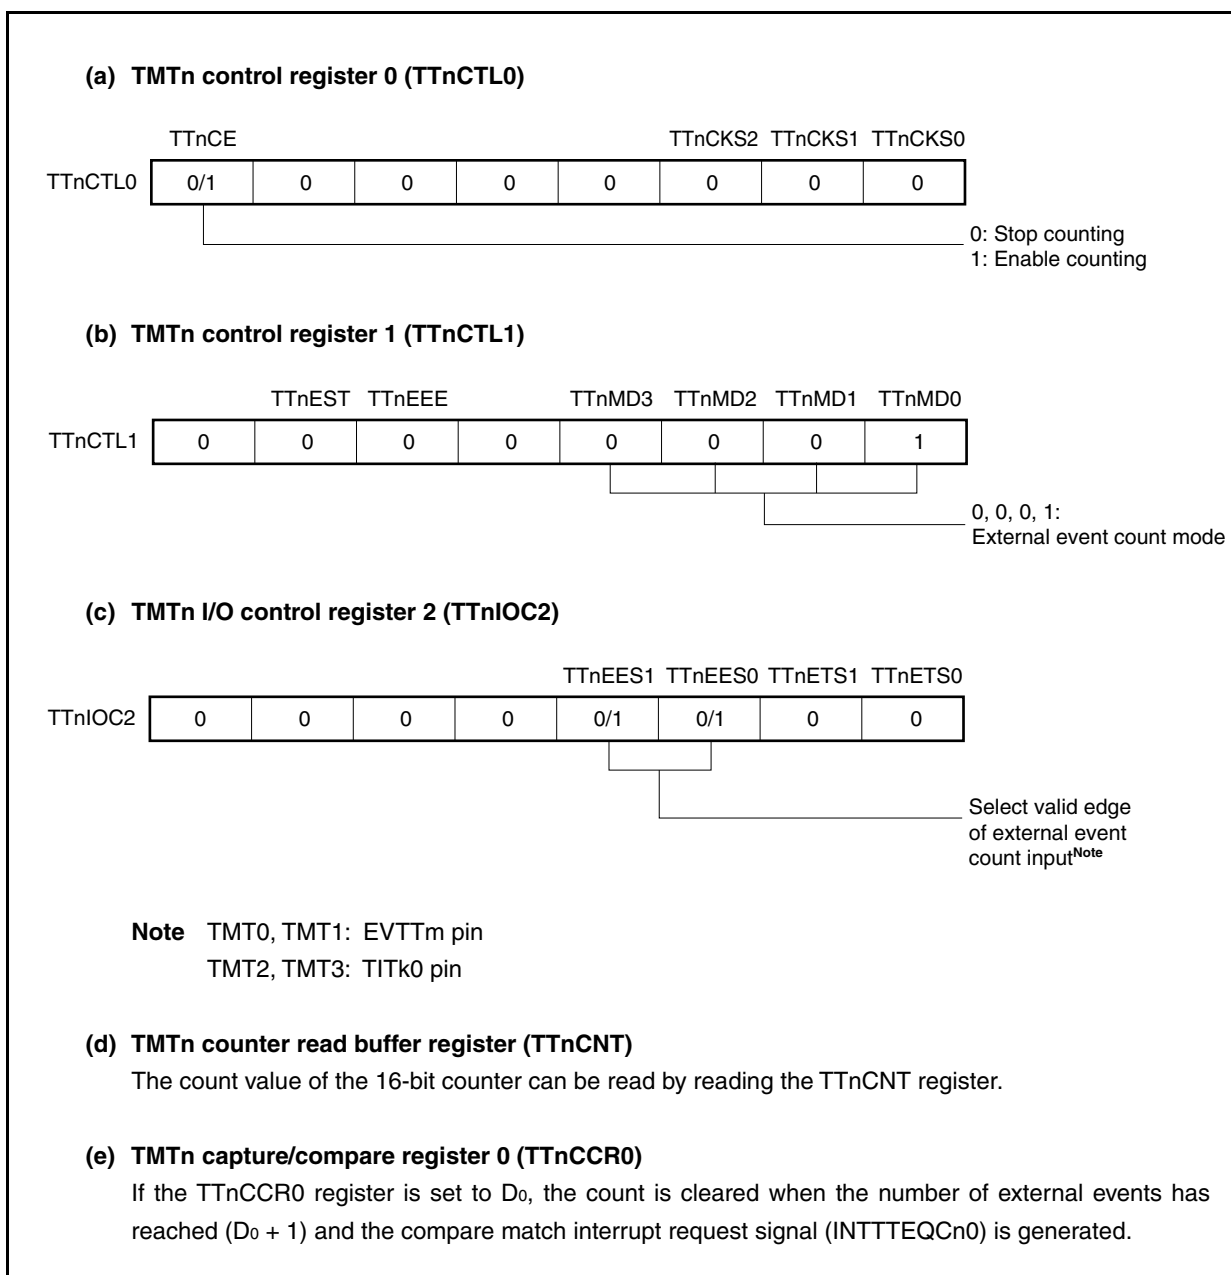 (a) TMTn control register 0 (TTnCTL0)
TTnCE TTnCKS2 TTnCKS1 TTnCKS0
TTnCTL0 0/1 0 0 0 0 0 0 0
0: Stop counting
1: Enable counting
(b) TMTn control register 1 (TTnCTL1)
TTnEST TTnEEE TTnMD3 TTnMD2 TTnMD1 TTnMD0
TTnCTL1 0 0 0 0 0 0 0 1
0, 0, 0, 1:
External event count mode
(c) TMTn I/O control register 2 (TTnIOC2)
TTnEES1 TTnEES0 TTnETS1 TTnETS0
TTnIOC2 0 0 0 0 0/1 0/1 0 0
Select valid edge
of external event
count inputNote
Note TMT0, TMT1: EVTTm pin
TMT2, TMT3: TITk0 pin
(d) TMTn counter read buffer register (TTnCNT)
The count value of the 16-bit counter can be read by reading the TTnCNT register.
(e) TMTn capture/compare register 0 (TTnCCR0)
If the TTnCCR0 register is set to D0, the count is cleared when the number of external events has
reached (D0 + 1) and the compare match interrupt request signal (INTTTEQCn0) is generated.